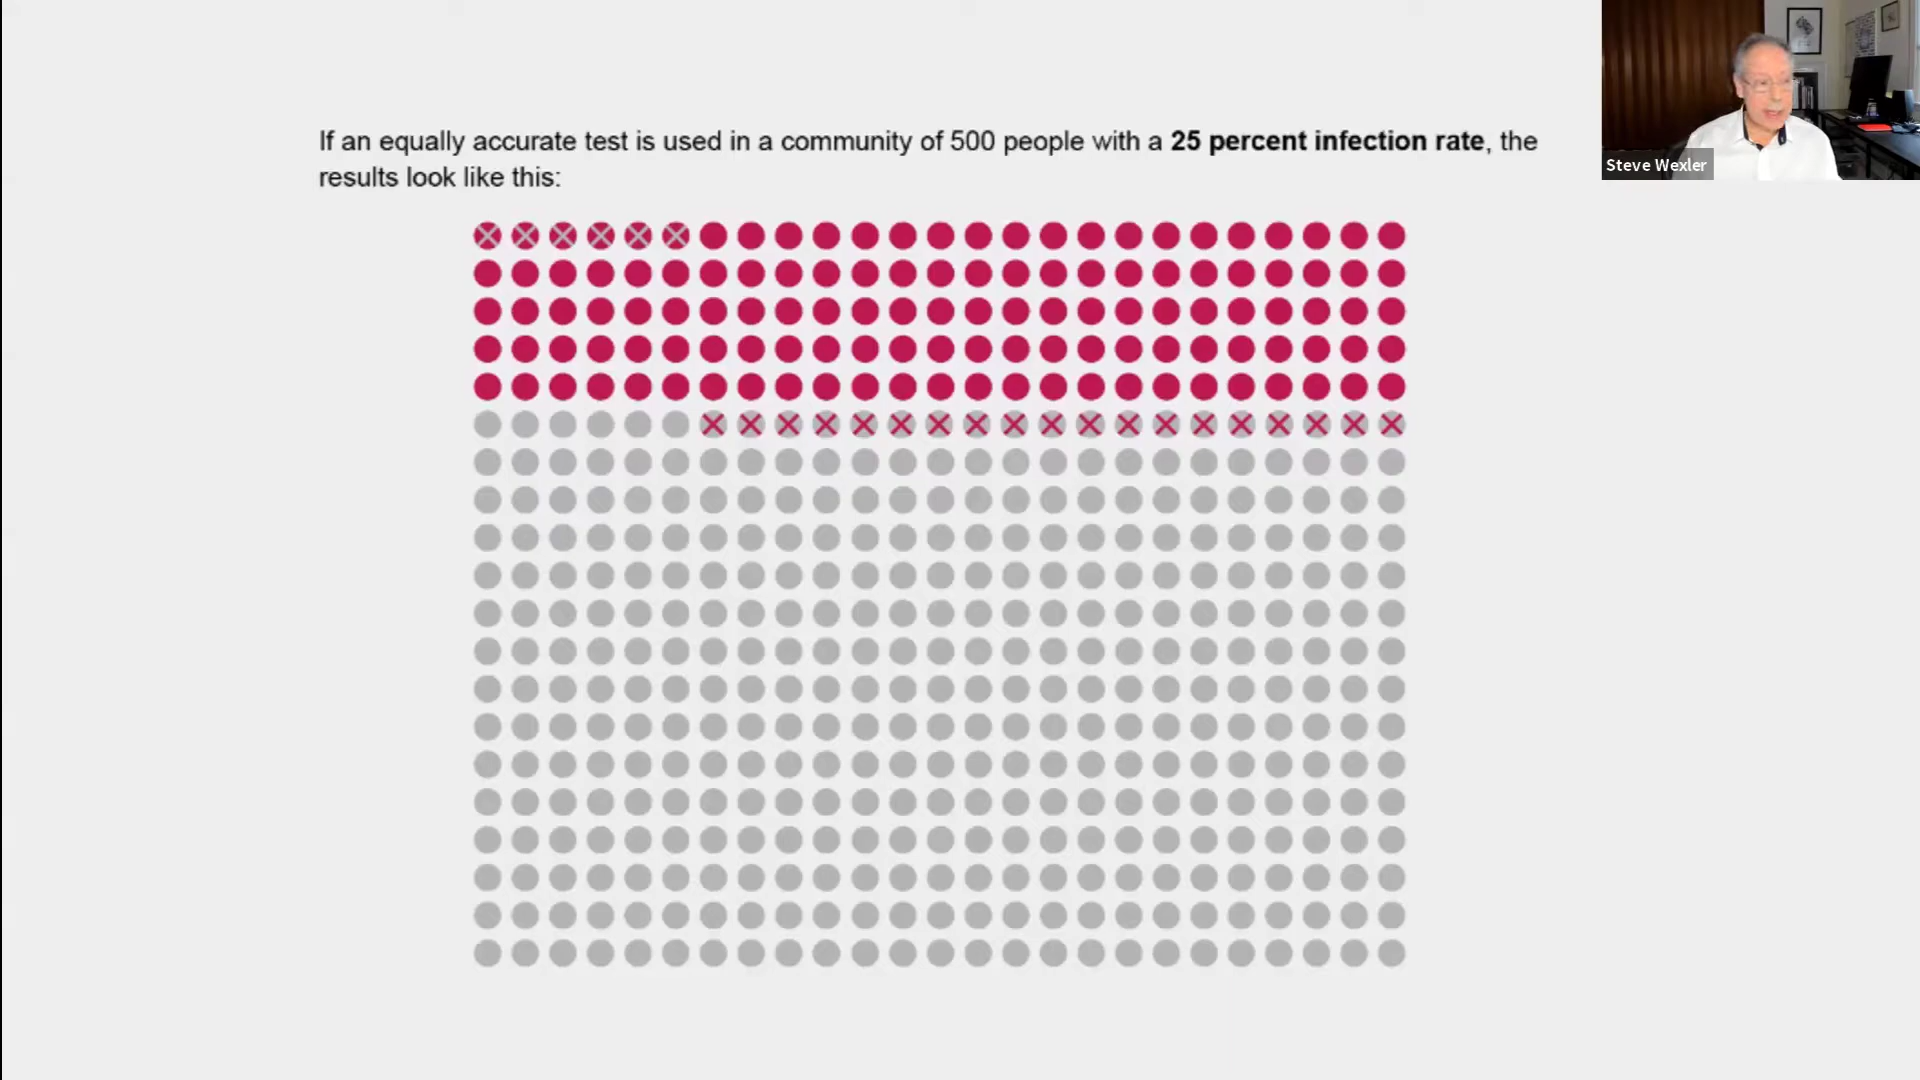 If an equally accurate test is used in a community of 500 people with a 25 percent infection rate, the
results look like this:
Steve Wexler